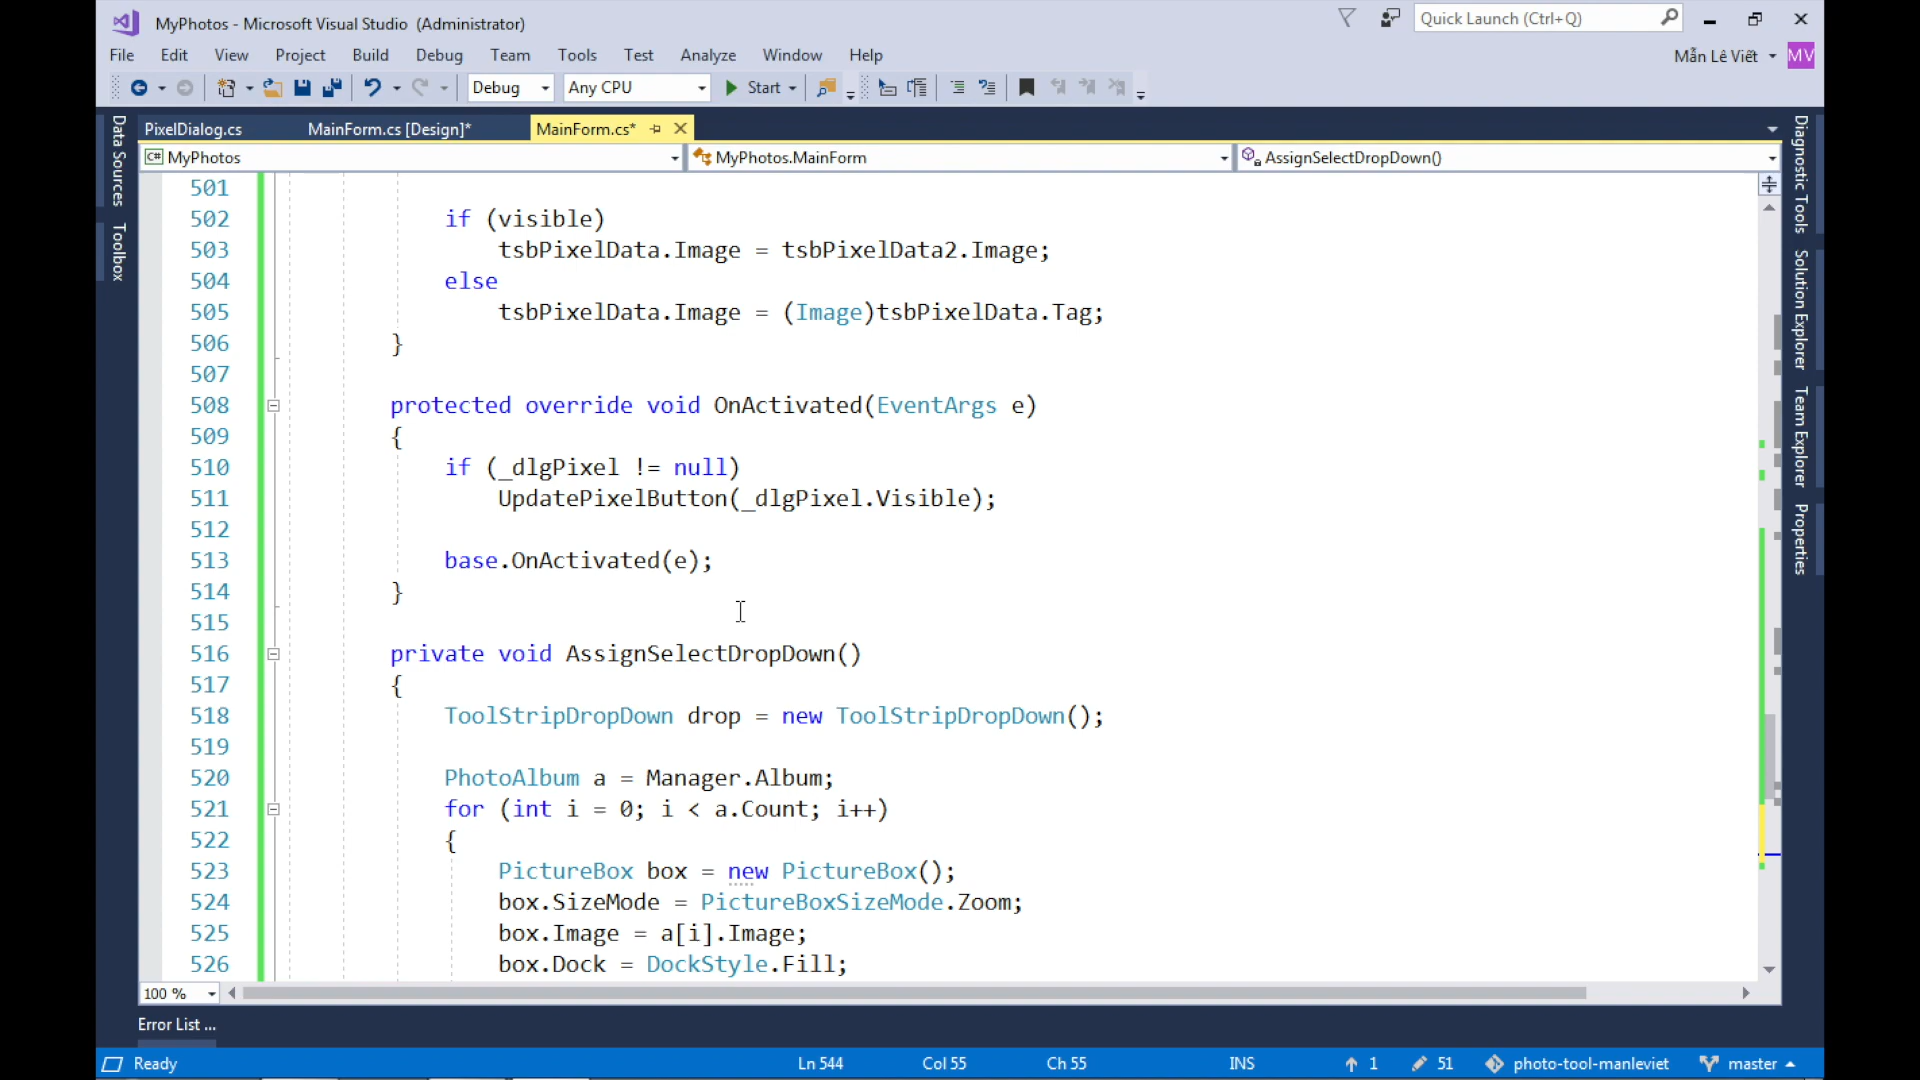 MyPhotos - Microsoft Visual Studio (Administrator)
Quick Launch (Ctrl+Q)
File Edit View Project Build Debug Team Tools Test Analyze Window Help
Mẫn Lê Viết MV
Debug Any CPU Start
PixelDialog.cs MainForm.cs [Design]* MainForm.cs*
C# MyPhotos MyPhotos.MainForm AssignSelectDropDown()
Data Sources
Toolbox
Diagnostic Tools
Solution Explorer
Team Explorer
Properties
501
502 if (visible)
503 tsbPixelData.Image = tsbPixelData2.Image;
504 else
505 tsbPixelData.Image = (Image)tsbPixelData.Tag;
506 }
507
508 protected override void OnActivated(EventArgs e)
509 {
510 if (_dlgPixel != null)
511 UpdatePixelButton(_dlgPixel.Visible);
512
513 base.OnActivated(e);
514 }
515
516 private void AssignSelectDropDown()
517 {
518 ToolStripDropDown drop = new ToolStripDropDown();
519
520 PhotoAlbum a = Manager.Album;
521 for (int i = 0; i < a.Count; i++)
522 {
523 PictureBox box = new PictureBox();
524 box.SizeMode = PictureBoxSizeMode.Zoom;
525 box.Image = a[i].Image;
526 box.Dock = DockStyle.Fill;
100 %
Error List ...
Ready Ln 544 Col 55 Ch 55 INS 1 51 photo-tool-manleviet master